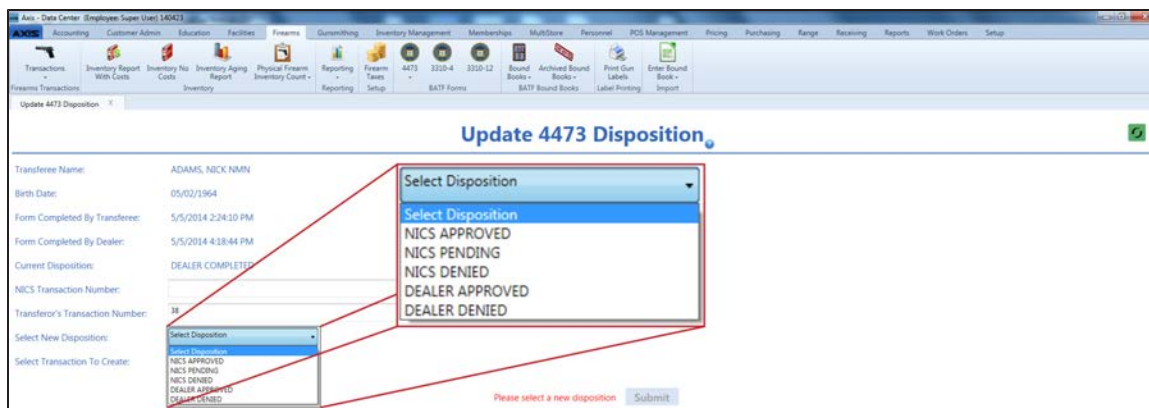 Axis - Data Center (Employee: Super User) 140423
AXIS Accounting Customer Admin Education Facilities Firearms Gunsmithing Inventory Management Memberships MultiStore Personnel POS Management Pricing Purchasing Range Receiving Reports Work Orders Setup
Transactions Inventory Report With Costs Inventory No Costs Inventory Aging Report Physical Firearm Inventory Count Reporting Firearm Taxes 4473 3310-4 3310-12 Bound Books Archived Bound Books Print Gun Labels Enter Bound Book
Firearms Transactions Inventory Reporting Setup BATF Forms BATF Bound Books Label Printing Import
Update 4473 Disposition X
Update 4473 Disposition
Transferee Name: ADAMS, NICK NMN
Birth Date: 05/02/1964
Form Completed By Transferee: 5/5/2014 2:24:10 PM
Form Completed By Dealer: 5/5/2014 4:18:44 PM
Current Disposition: DEALER COMPLETED
NICS Transaction Number:
Transferor's Transaction Number: 38
Select New Disposition: Select Disposition
Select Disposition
Select Transaction To Create: NICS APPROVED
NICS PENDING
NICS DENIED
DEALER APPROVED
DEALER DENIED
Select Disposition
Select Disposition
NICS APPROVED
NICS PENDING
NICS DENIED
DEALER APPROVED
DEALER DENIED
Please select a new disposition Submit